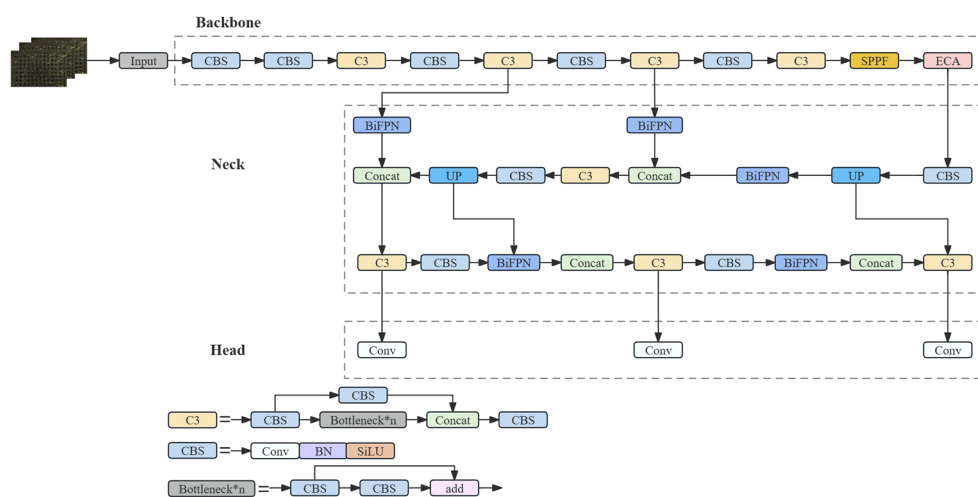 Backbone
Input CBS CBS C3 CBS C3 CBS C3 CBS C3 SPPF ECA
BiFPN BiFPN
Neck
Concat UP CBS C3 Concat BiFPN UP CBS
C3 CBS BiFPN Concat C3 CBS BiFPN Concat C3
Head
Conv Conv Conv
CBS
C3 = CBS Bottleneck*n Concat CBS
CBS = Conv BN SiLU
Bottleneck*n = CBS CBS add